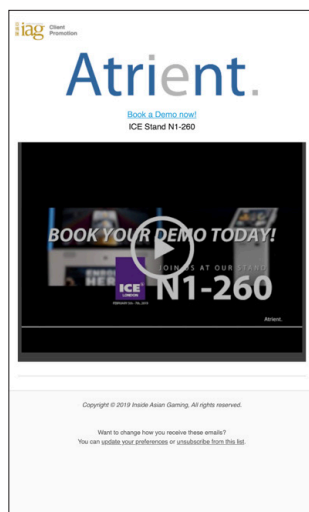 iag Client
Promotion
Atrient.
Book a Demo now!
ICE Stand N1-260
BOOK YOUR DEMO TODAY!
JOIN US AT OUR STAND
ICE
LONDON
N1-260
Atrient.
Copyright © 2019 Inside Asian Gaming, All rights reserved.
Want to change how you receive these emails?
You can update your preferences or unsubscribe from this list.